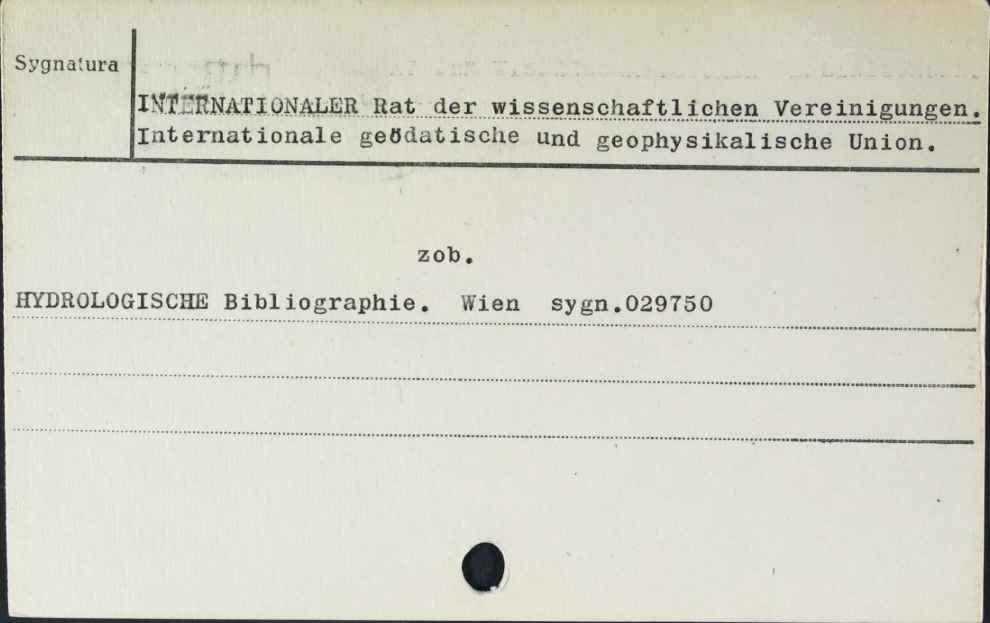 Sygnatura
INTERNATIONALER Rat der wissenschaftlichen Vereinigungen.
Internationale geödatische und geophysikalische Union.
zob.
HYDROLOGISCHE Bibliographie. Wien sygn.029750